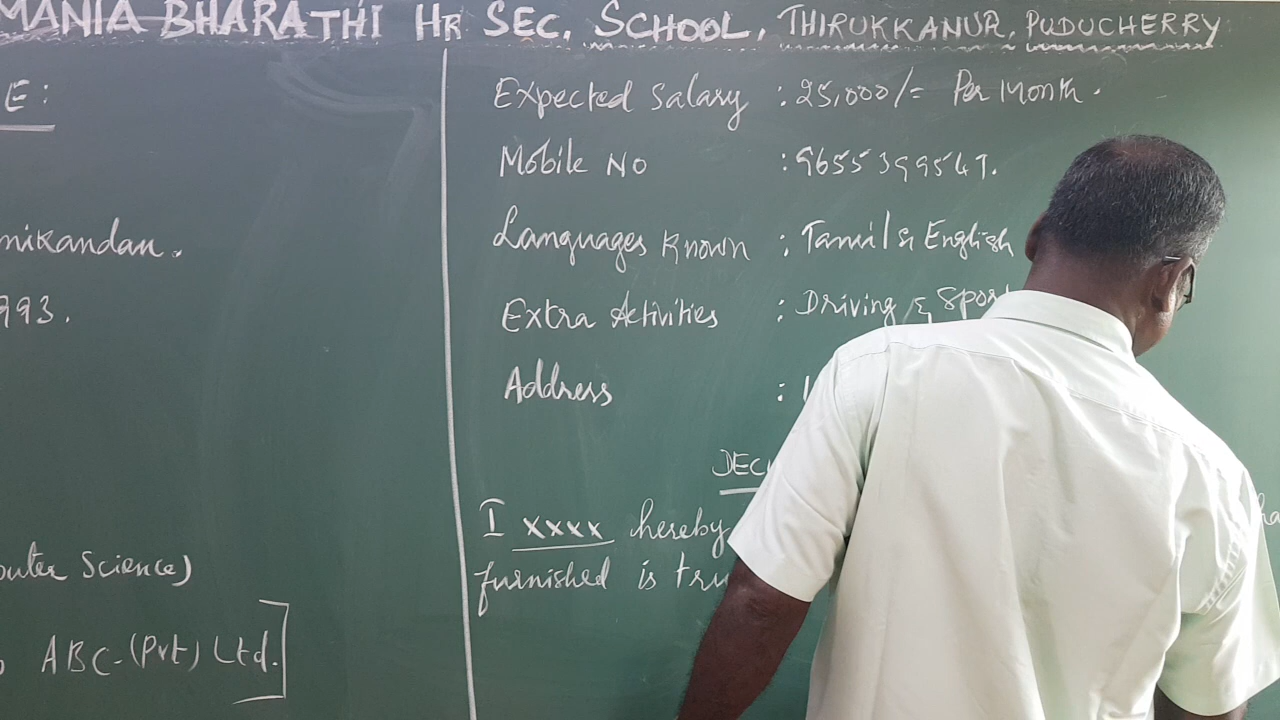 MANIA BHARATHI HR SEC. SCHOOL, THIRUKKANUR, PUDUCHERRY
E:
mikandan.
993.
outer Science)
ABC-(Pvt) Ltd.
Expected Salary : 25,000/= Per Month.
Mobile No : 9655399547.
Languages Known : Tamil & English
Extra Activities : Driving & Spor
Address :
DEC
I xxxx hereby
furnished is tru